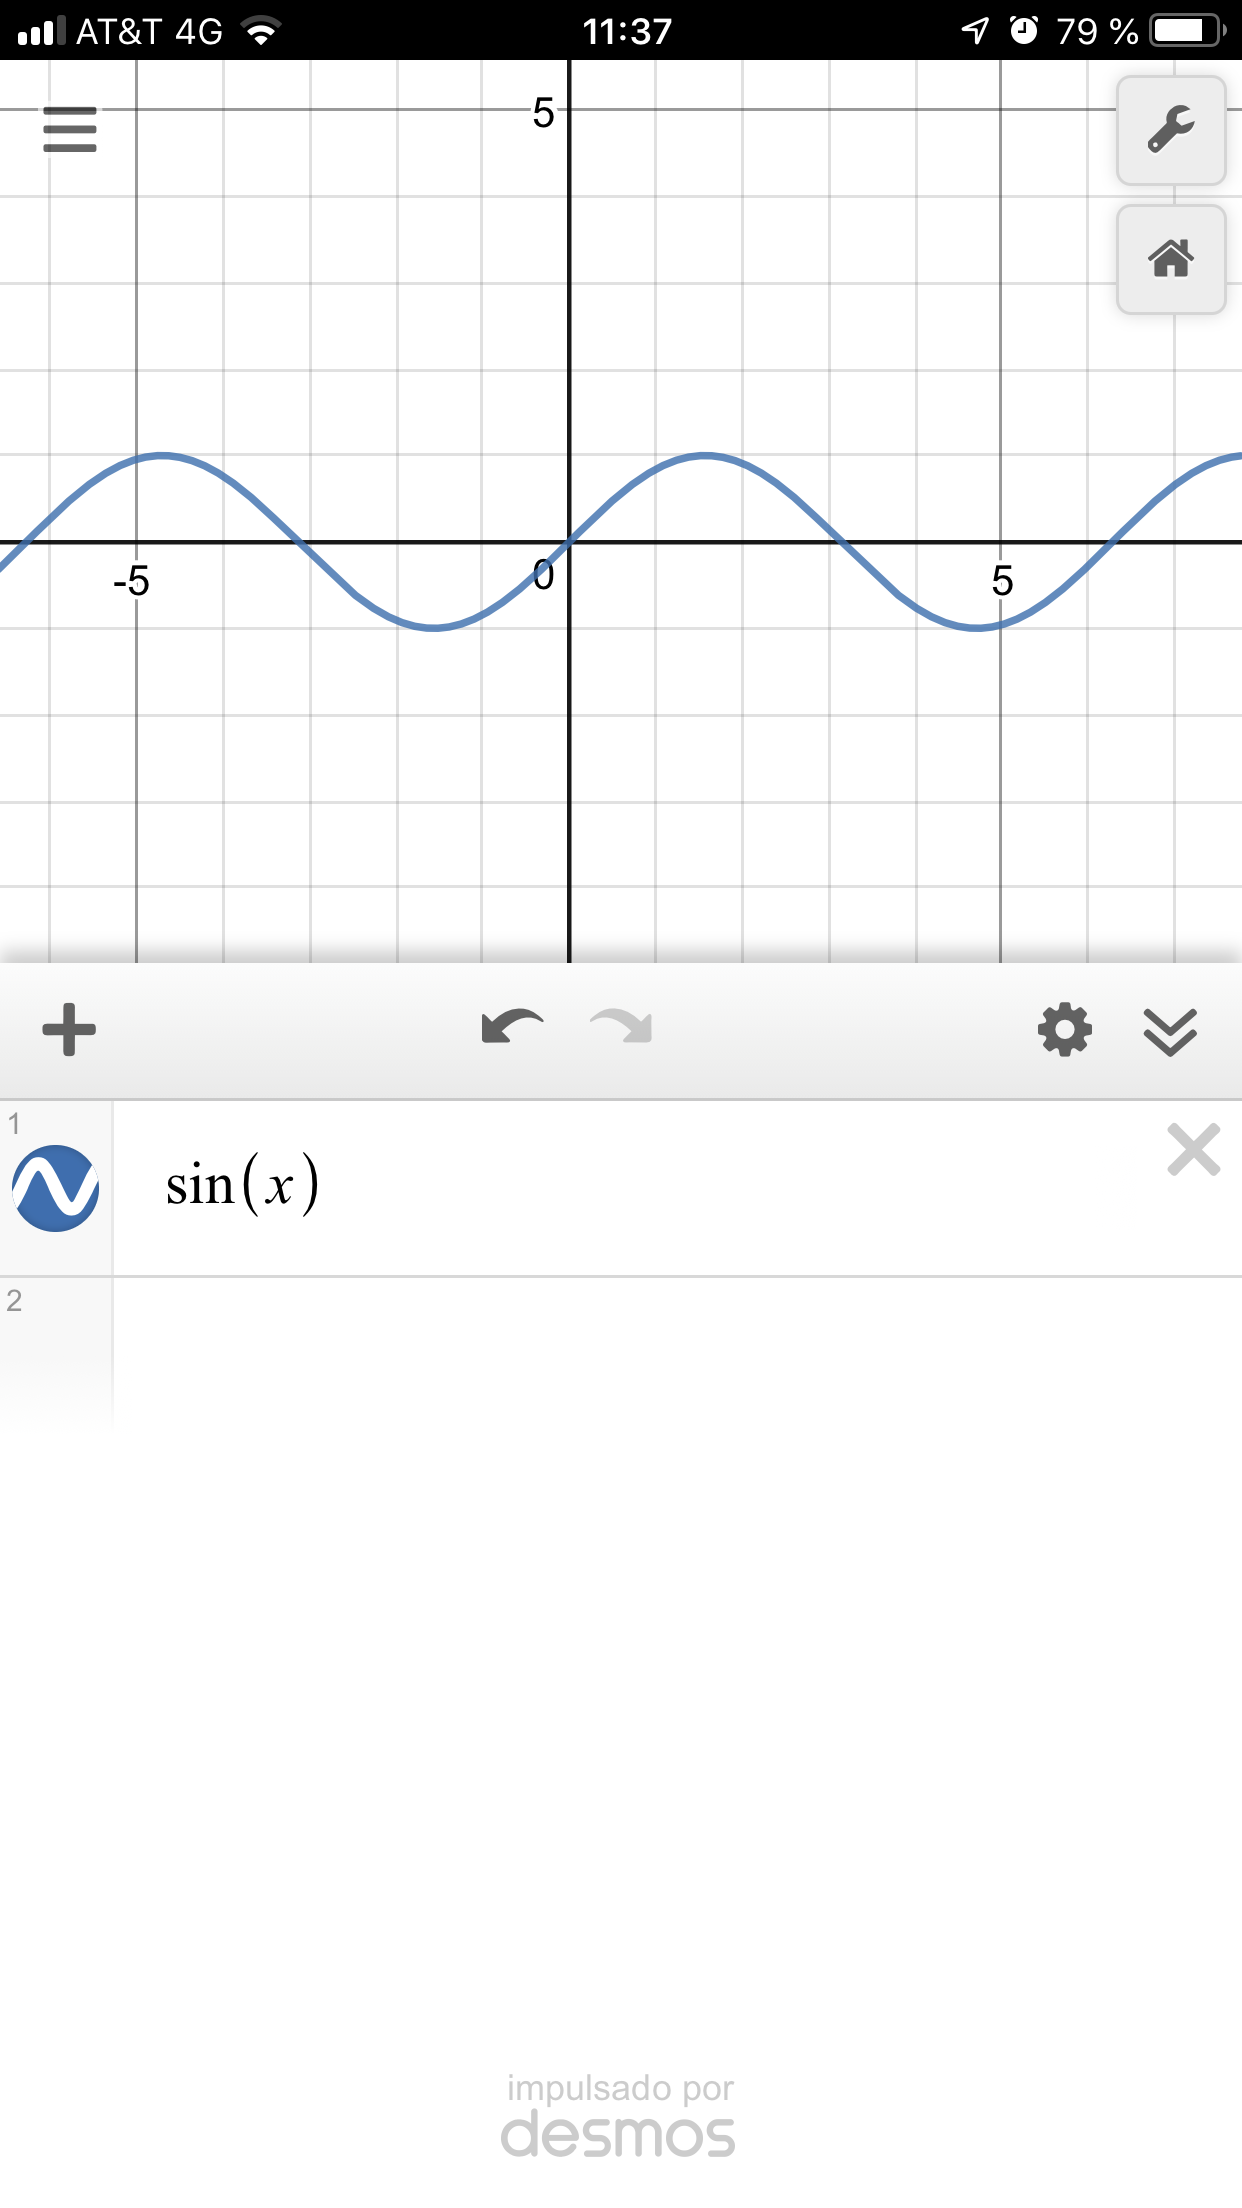 AT&T 4G 11:37 79 %
5
-5 0 5
1
sin(x)
2
impulsado por
desmos